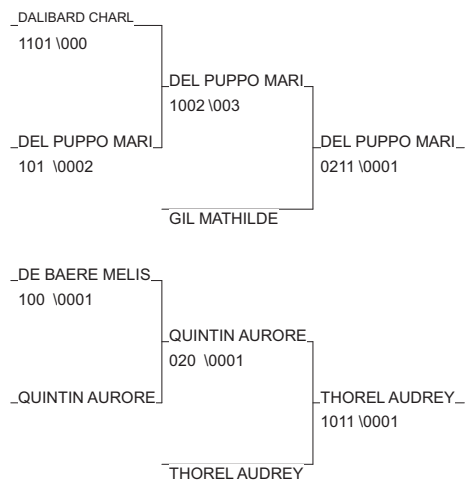 DALIBARD CHARL
1101 \000
DEL PUPPO MARI
1002 \003
DEL PUPPO MARI
101 \0002
DEL PUPPO MARI
0211 \0001
GIL MATHILDE
DE BAERE MELIS
100 \0001
QUINTIN AURORE
020 \0001
QUINTIN AURORE
THOREL AUDREY
1011 \0001
THOREL AUDREY